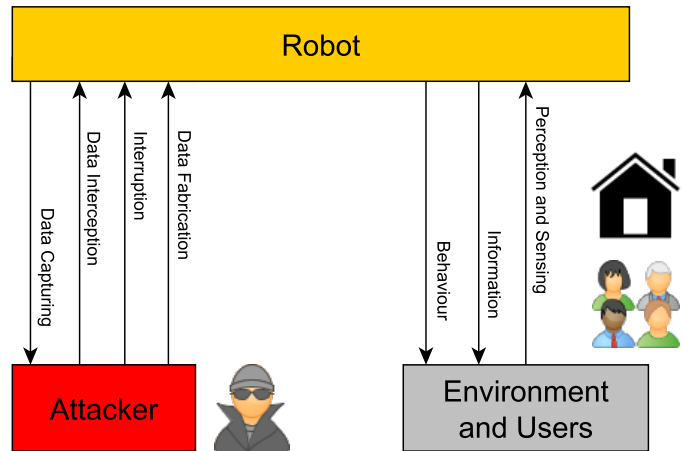 Robot
Data Capturing
Data Interception
Interruption
Data Fabrication
Behaviour
Information
Perception and Sensing
Attacker
Environment
and Users